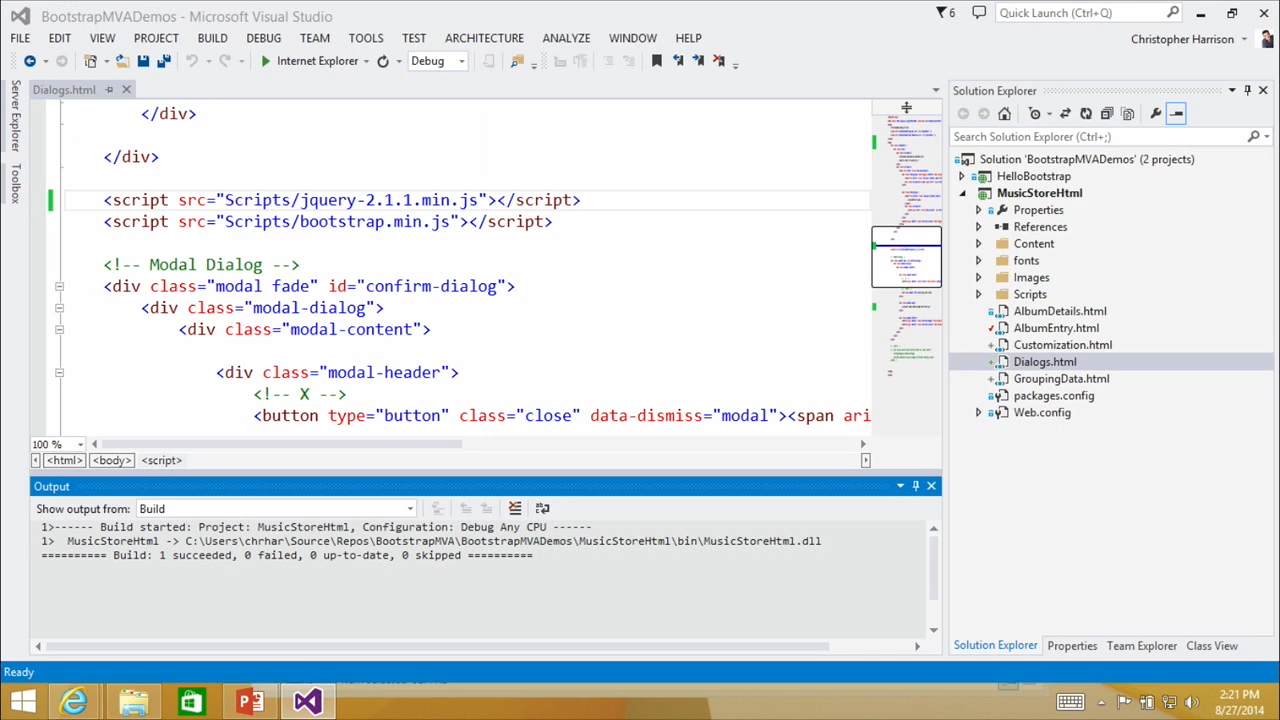 BootstrapMVADemos - Microsoft Visual Studio
6
Quick Launch (Ctrl+Q)
FILE EDIT VIEW PROJECT BUILD DEBUG TEAM TOOLS TEST ARCHITECTURE ANALYZE WINDOW HELP
Christopher Harrison
Internet Explorer
Debug
Server Explorer
Toolbox
Dialogs.html
</div>
</div>
<script src="Scripts/jquery-2.1.1.min.js"></script>
<script src="Scripts/bootstrap.min.js"></script>
<!-- Modal Dialog -->
<div class="modal fade" id="confirm-dialog">
<div class="modal-dialog">
<div class="modal-content">
<div class="modal-header">
<!-- X -->
<button type="button" class="close" data-dismiss="modal"><span ari
100 %
<html> <body> <script>
Output
Show output from: Build
1>------ Build started: Project: MusicStoreHtml, Configuration: Debug Any CPU ------
1>  MusicStoreHtml -> C:\Users\chrhar\Source\Repos\BootstrapMVA\BootstrapMVADemos\MusicStoreHtml\bin\MusicStoreHtml.dll
========== Build: 1 succeeded, 0 failed, 0 up-to-date, 0 skipped ==========
Solution Explorer
Search Solution Explorer (Ctrl+;)
Solution 'BootstrapMVADemos' (2 projects)
HelloBootstrap
MusicStoreHtml
Properties
References
Content
fonts
Images
Scripts
AlbumDetails.html
AlbumEntry.html
Customization.html
Dialogs.html
GroupingData.html
packages.config
Web.config
Solution Explorer Properties Team Explorer Class View
Ready
2:21 PM
8/27/2014